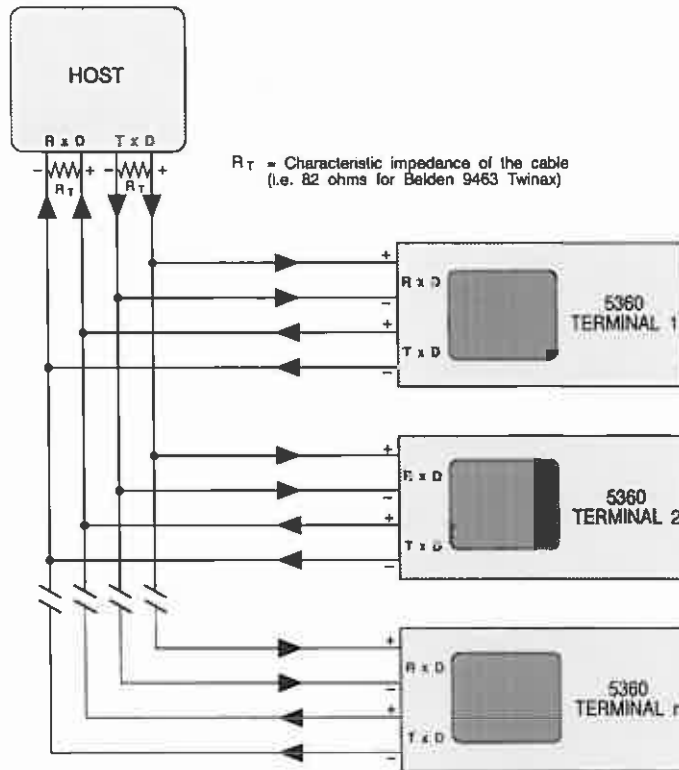 HOST
R x D T x D
- + - +
R T R T
R T = Characteristic impedance of the cable
(i.e. 82 ohms for Belden 9463 Twinax)
+
R x D
-
+
T x D
-
5360
TERMINAL 1
+
R x D
-
+
T x D
-
5360
TERMINAL 2
+
R x D
-
+
T x D
-
5360
TERMINAL n